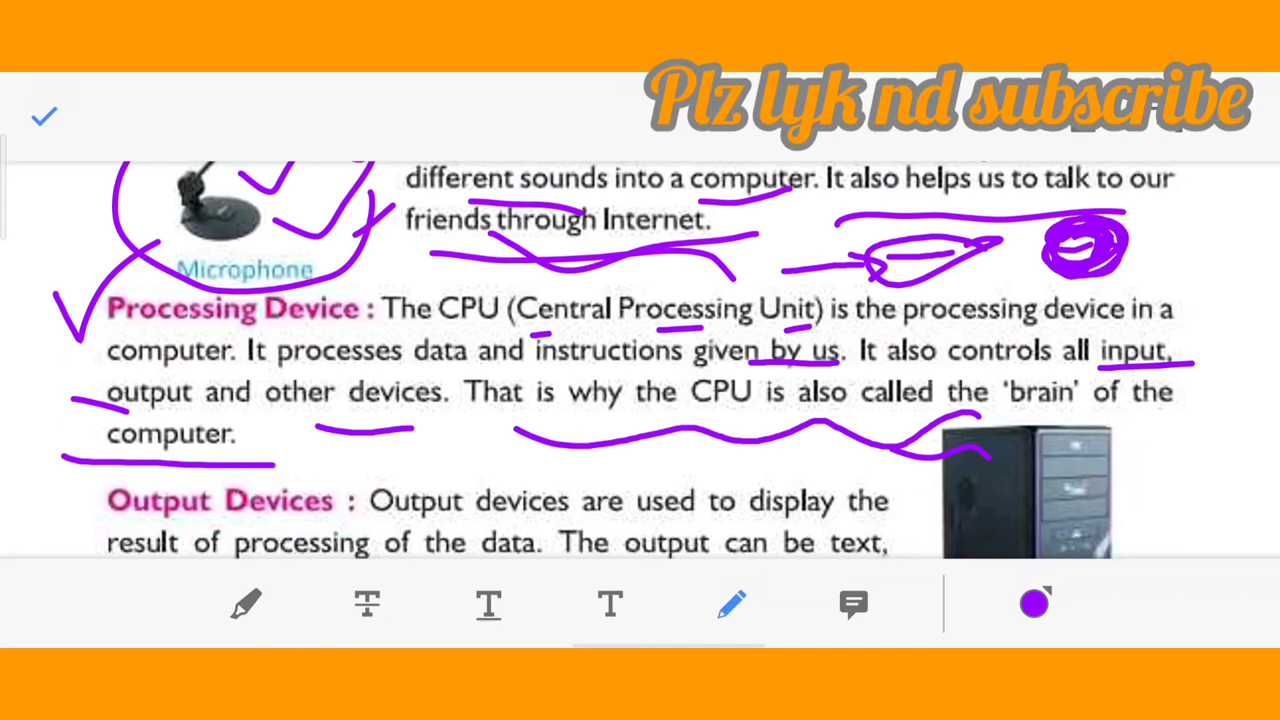 Plz lyk nd subscribe
different sounds into a computer. It also helps us to talk to our
friends through Internet.
Microphone
Processing Device : The CPU (Central Processing Unit) is the processing device in a
computer. It processes data and instructions given by us. It also controls all input,
output and other devices. That is why the CPU is also called the ‘brain’ of the
computer.
Output Devices : Output devices are used to display the
result of processing of the data. The output can be text,
T T T